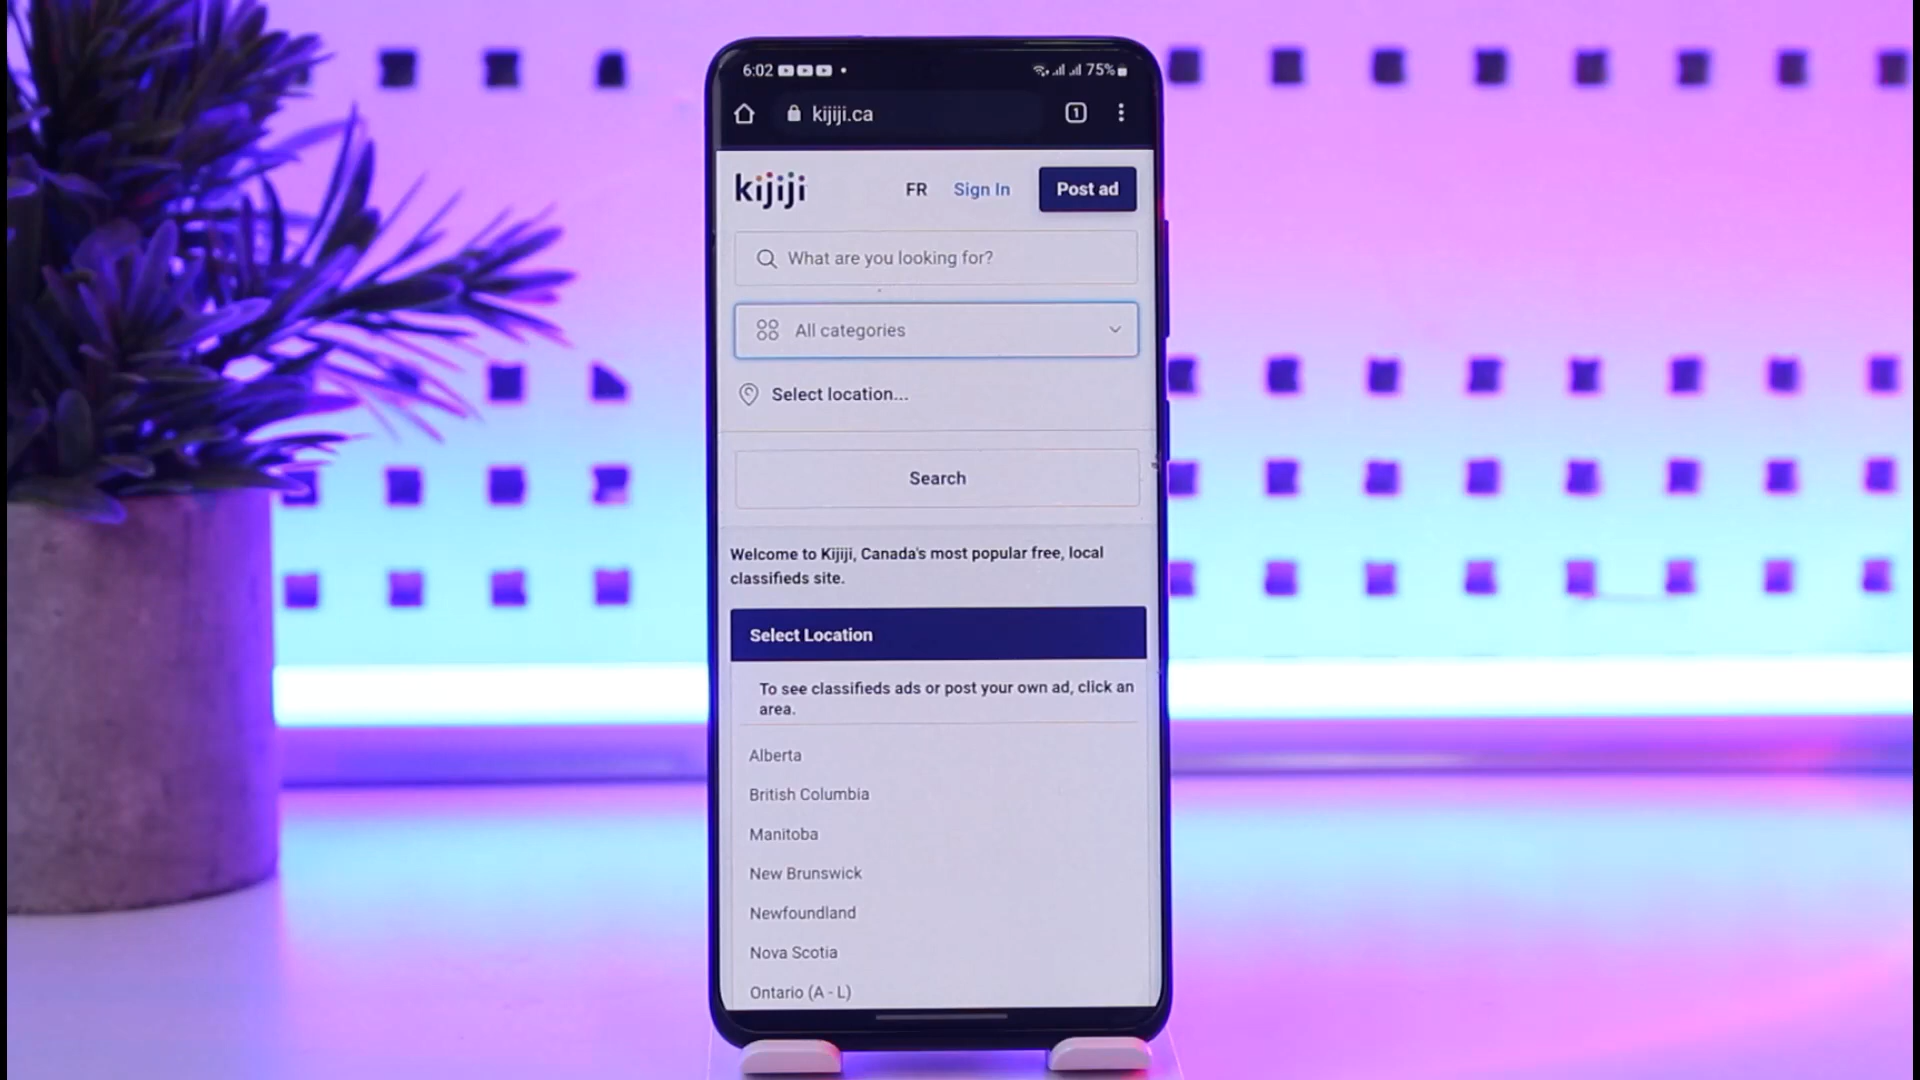 6:02 75%
kijiji.ca 1
kijiji FR Sign In Post ad
What are you looking for?
All categories
Select location...
Search
Welcome to Kijiji, Canada's most popular free, local
classifieds site.
Select Location
To see classifieds ads or post your own ad, click an
area.
Alberta
British Columbia
Manitoba
New Brunswick
Newfoundland
Nova Scotia
Ontario (A - L)